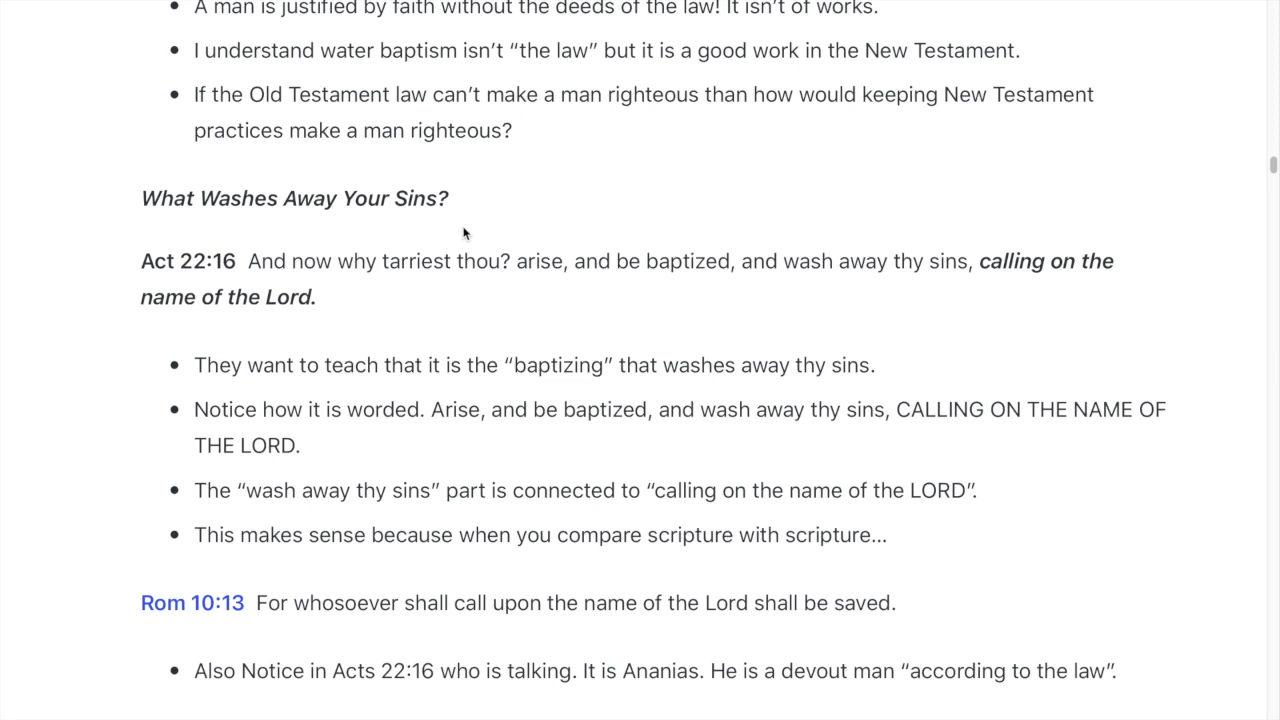 A man is justified by faith without the deeds of the law! It isn’t of works.
I understand water baptism isn’t “the law” but it is a good work in the New Testament.
If the Old Testament law can’t make a man righteous than how would keeping New Testament
practices make a man righteous?
What Washes Away Your Sins?
Act 22:16 And now why tarriest thou? arise, and be baptized, and wash away thy sins, calling on the
name of the Lord.
They want to teach that it is the “baptizing” that washes away thy sins.
Notice how it is worded. Arise, and be baptized, and wash away thy sins, CALLING ON THE NAME OF
THE LORD.
The “wash away thy sins” part is connected to “calling on the name of the LORD”.
This makes sense because when you compare scripture with scripture…
Rom 10:13 For whosoever shall call upon the name of the Lord shall be saved.
Also Notice in Acts 22:16 who is talking. It is Ananias. He is a devout man “according to the law”.